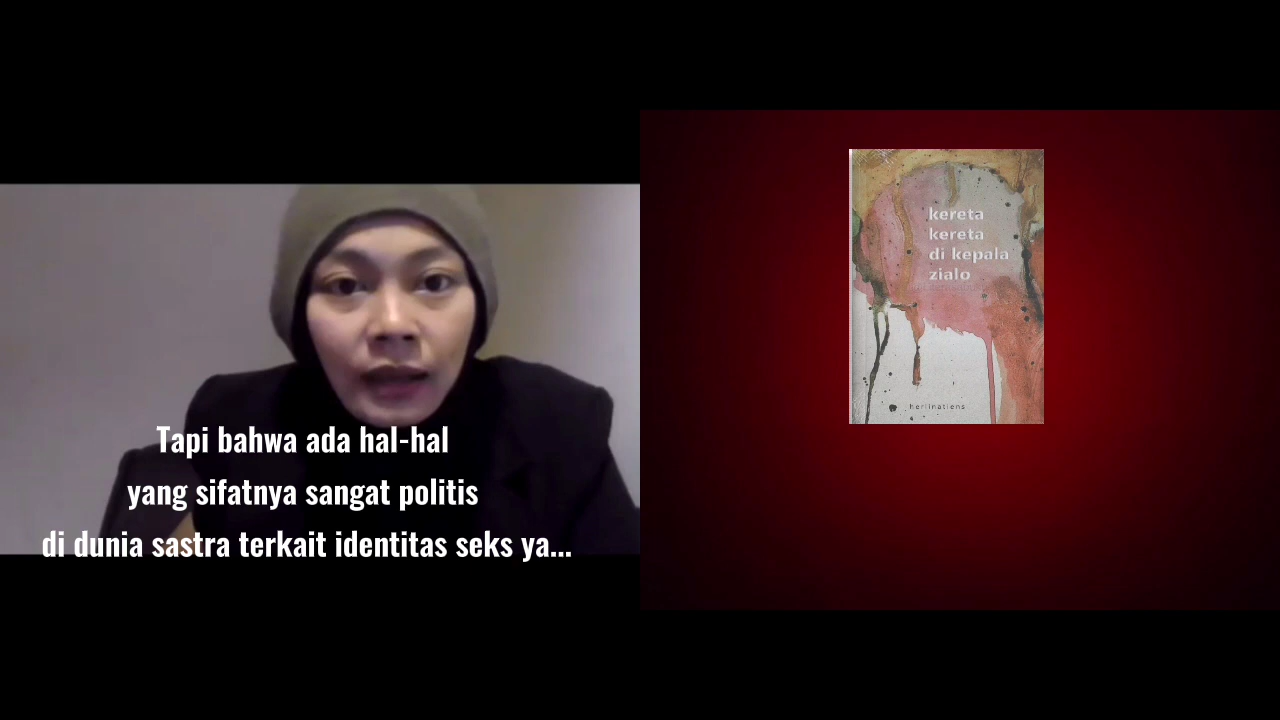 Tapi bahwa ada hal-hal
yang sifatnya sangat politis
di dunia sastra terkait identitas seks ya...
kereta
kereta
di kepala
zialo
herlinatiens